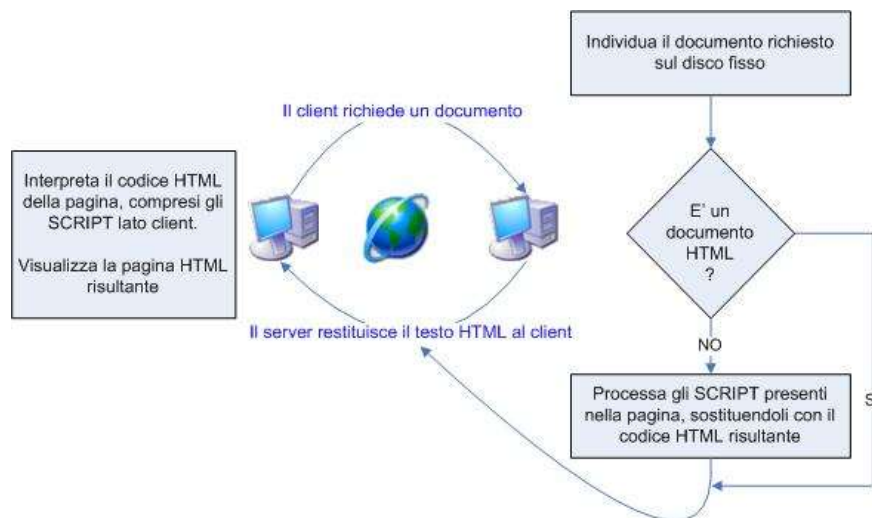 Individua il documento richiesto
sul disco fisso
Il client richiede un documento
Interpreta il codice HTML
della pagina, compresi gli
SCRIPT lato client.
Visualizza la pagina HTML
risultante
E' un
documento
HTML
?
Il server restituisce il testo HTML al client
NO
Processa gli SCRIPT presenti
nella pagina, sostituendoli con il
codice HTML risultante